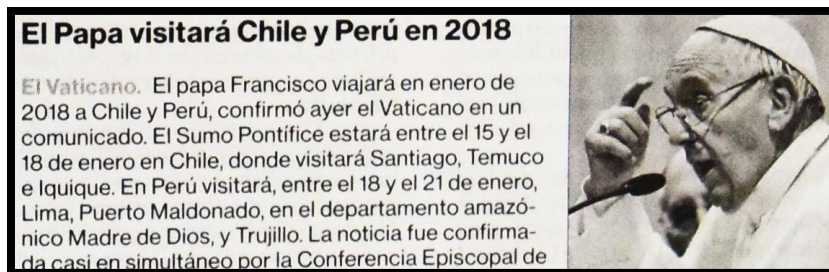 El Papa visitará Chile y Perú en 2018
El Vaticano. El papa Francisco viajará en enero de
2018 a Chile y Perú, confirmó ayer el Vaticano en un
comunicado. El Sumo Pontífice estará entre el 15 y el
18 de enero en Chile, donde visitará Santiago, Temuco
e Iquique. En Perú visitará, entre el 18 y el 21 de enero,
Lima, Puerto Maldonado, en el departamento amazó-
nico Madre de Dios, y Trujillo. La noticia fue confirma-
da casi en simultáneo por la Conferencia Episcopal de